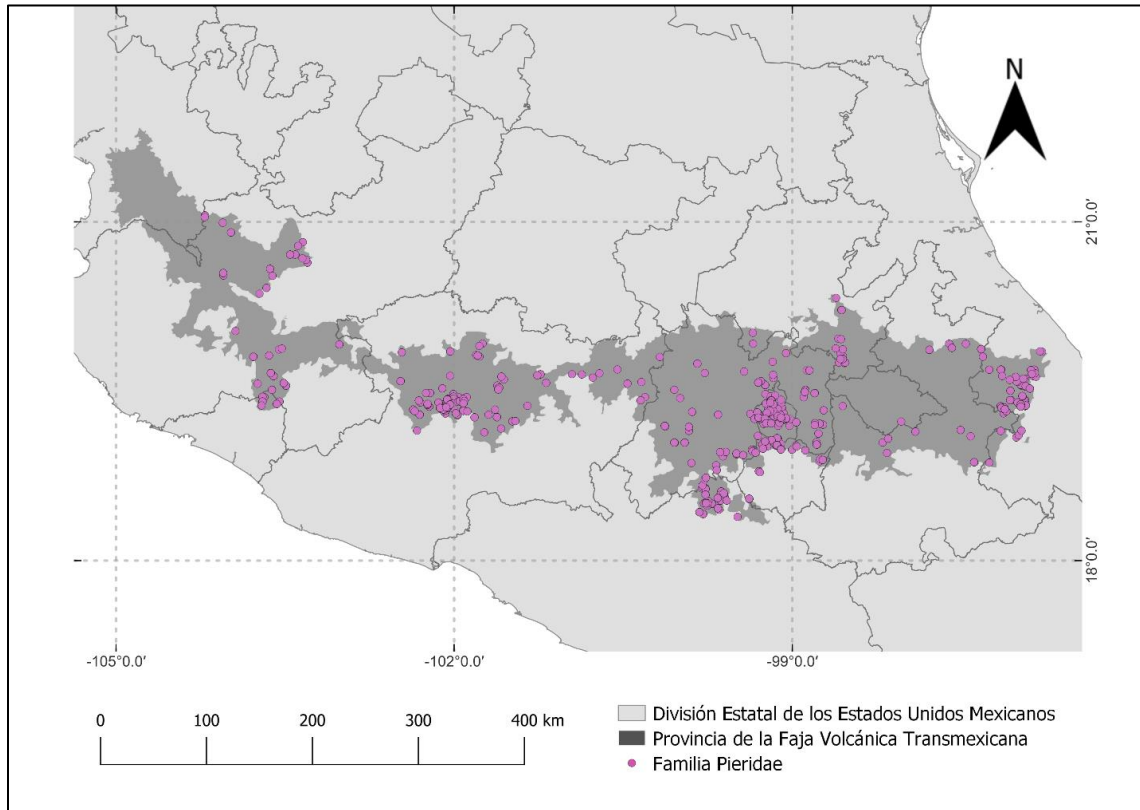 N
21°0.0′
18°0.0′
-105°0.0′
-102°0.0′
-99°0.0′
0
100
200
300
400 km
División Estatal de los Estados Unidos Mexicanos
Provincia de la Faja Volcánica Transmexicana
Familia Pieridae